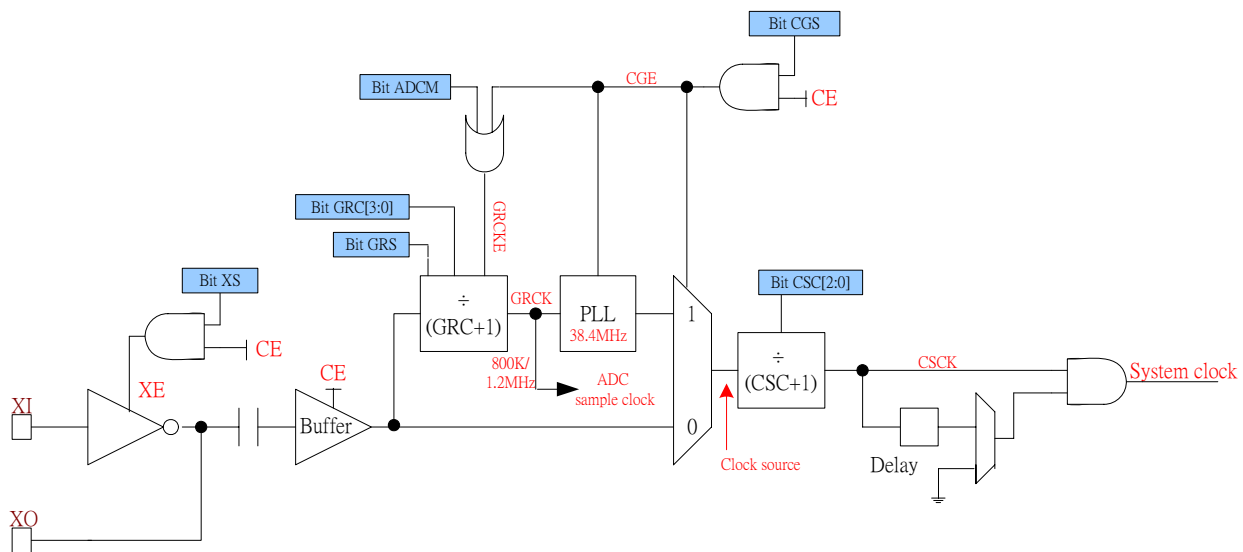 Bit CGS
Bit ADCM
CGE
CE
Bit GRC[3:0]
GRCKE
Bit GRS
Bit XS
Bit CSC[2:0]
÷
(GRC+1)
GRCK
PLL
38.4MHz
1
÷
(CSC+1)
CSCK
System clock
CE
800K/
1.2MHz
ADC
sample clock
XE
CE
XI
Buffer
0
Clock source
Delay
XO